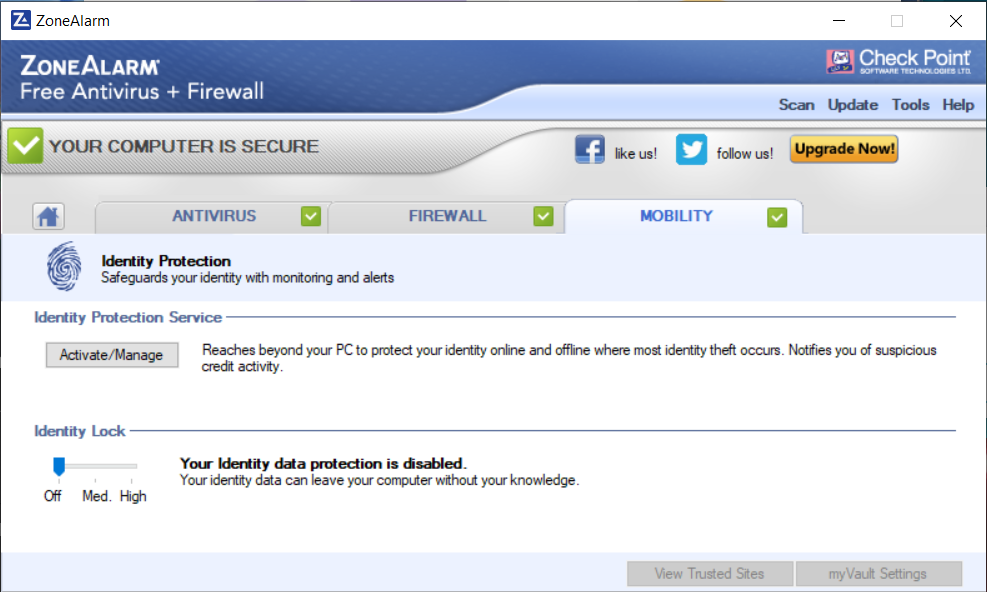 ZoneAlarm
ZONEALARM
Free Antivirus + Firewall
Check Point
SOFTWARE TECHNOLOGIES LTD.
Scan Update Tools Help
YOUR COMPUTER IS SECURE
like us! follow us! Upgrade Now!
ANTIVIRUS FIREWALL MOBILITY
Identity Protection
Safeguards your identity with monitoring and alerts
Identity Protection Service
Activate/Manage
Reaches beyond your PC to protect your identity online and offline where most identity theft occurs. Notifies you of suspicious
credit activity.
Identity Lock
Your Identity data protection is disabled.
Your identity data can leave your computer without your knowledge.
Off Med. High
View Trusted Sites myVault Settings